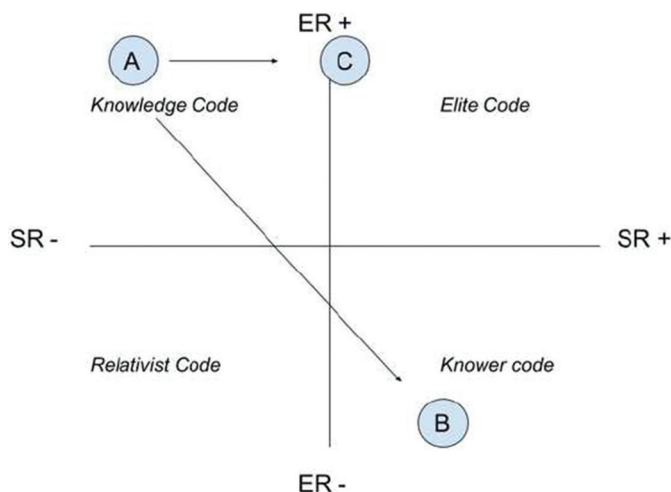 ER +
A
C
Knowledge Code
Elite Code
SR -
SR +
Relativist Code
Knower code
B
ER -